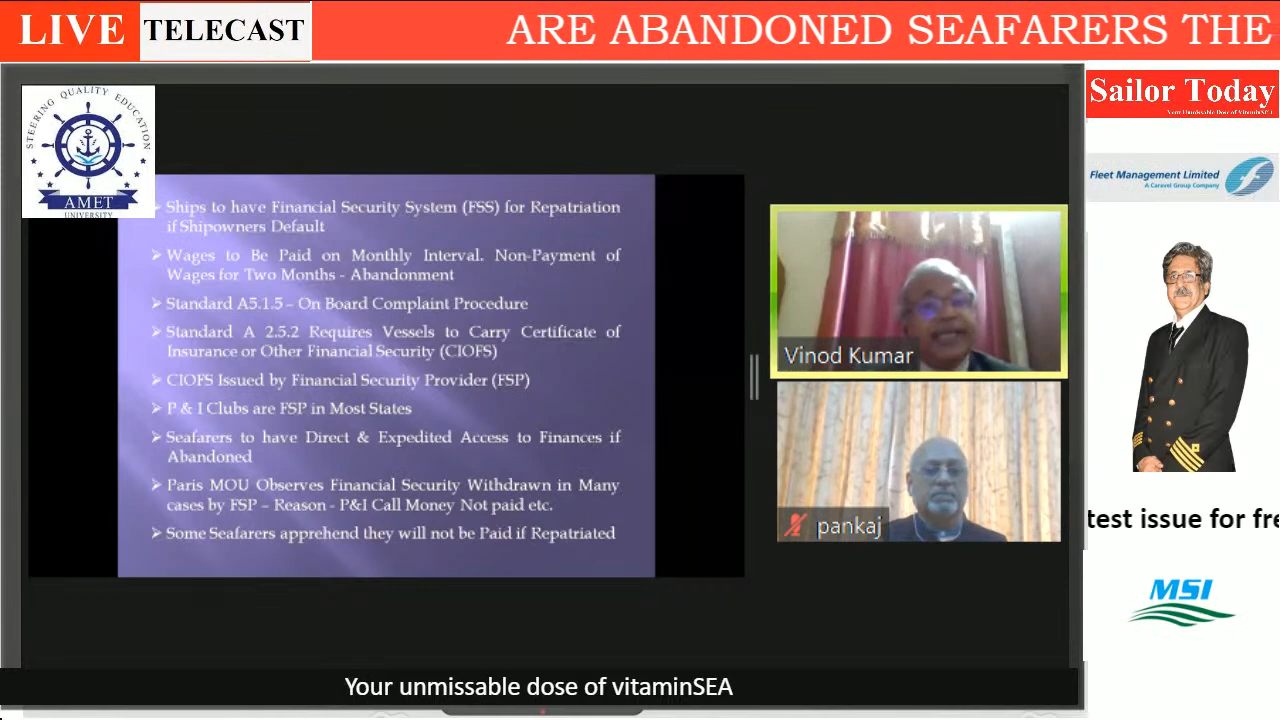 LIVE TELECAST
ARE ABANDONED SEAFARERS THE
Sailor Today
Your Unmissable Dose of VitaminSEA
Fleet Management Limited
A Caravel Group Company
STEERING QUALITY EDUCATION
AMET
UNIVERSITY
Ships to have Financial Security System (FSS) for Repatriation
if Shipowners Default
➢ Wages to Be Paid on Monthly Interval. Non-Payment of
Wages for Two Months - Abandonment
➢ Standard A5.1.5 – On Board Complaint Procedure
➢ Standard A 2.5.2 Requires Vessels to Carry Certificate of
Insurance or Other Financial Security (CIOFS)
➢ CIOFS Issued by Financial Security Provider (FSP)
➢ P & I Clubs are FSP in Most States
➢ Seafarers to have Direct & Expedited Access to Finances if
Abandoned
➢ Paris MOU Observes Financial Security Withdrawn in Many
cases by FSP – Reason - P&I Call Money Not paid etc.
➢ Some Seafarers apprehend they will not be Paid if Repatriated
Vinod Kumar
pankaj
test issue for fre
MSI
Your unmissable dose of vitaminSEA